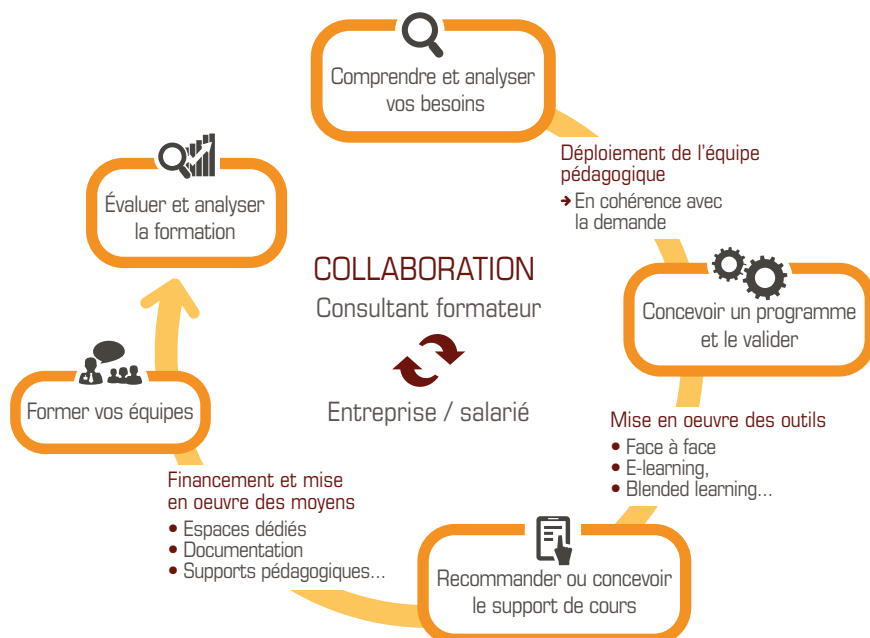 Comprendre et analyser
vos besoins
Déploiement de l'équipe
pédagogique
➔ En cohérence avec
la demande
Concevoir un programme
et le valider
Mise en oeuvre des outils
• Face à face
• E-learning,
• Blended learning...
Recommander ou concevoir
le support de cours
Financement et mise
en oeuvre des moyens
• Espaces dédiés
• Documentation
• Supports pédagogiques...
Former vos équipes
Évaluer et analyser
la formation
COLLABORATION
Consultant formateur
Entreprise / salarié